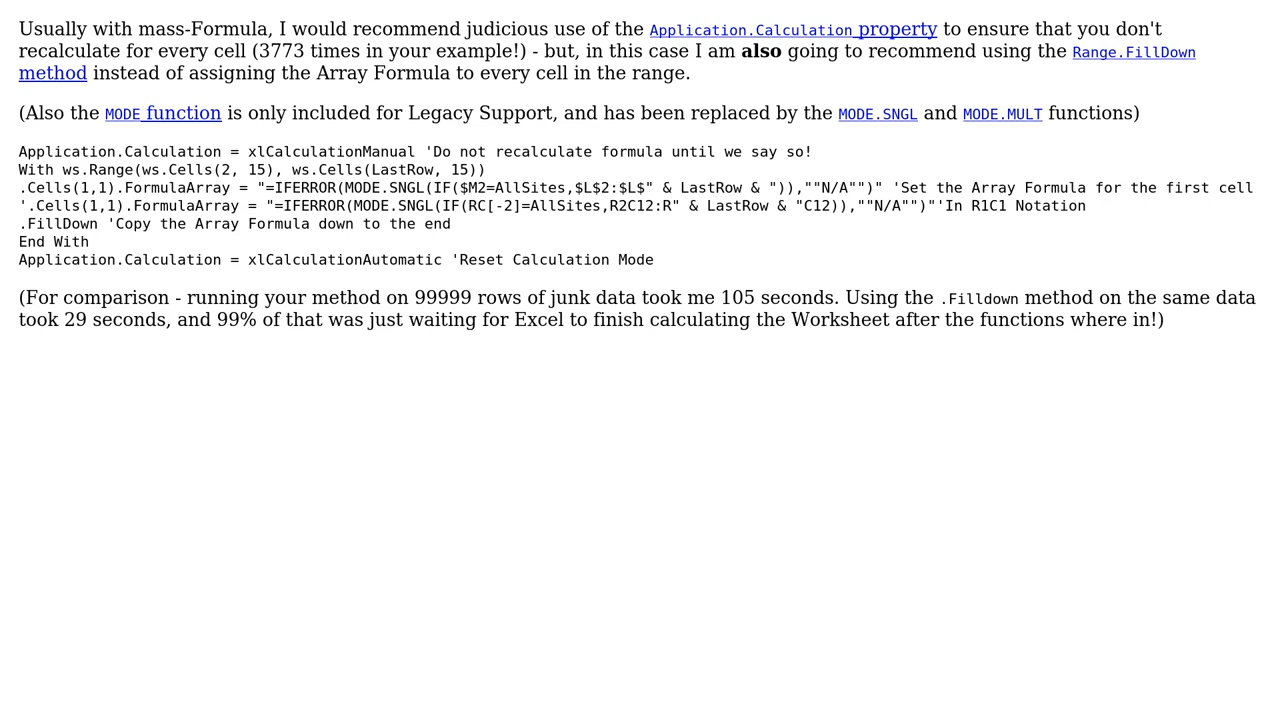 Usually with mass-Formula, I would recommend judicious use of the Application.Calculation property to ensure that you don't
recalculate for every cell (3773 times in your example!) - but, in this case I am also going to recommend using the Range.FillDown
method instead of assigning the Array Formula to every cell in the range.
(Also the MODE function is only included for Legacy Support, and has been replaced by the MODE.SNGL and MODE.MULT functions)
Application.Calculation = xlCalculationManual 'Do not recalculate formula until we say so!
With ws.Range(ws.Cells(2, 15), ws.Cells(LastRow, 15))
.Cells(1,1).FormulaArray = "=IFERROR(MODE.SNGL(IF($M2=AllSites,$L$2:$L$" & LastRow & ")),""N/A"")" 'Set the Array Formula for the first cell
'.Cells(1,1).FormulaArray = "=IFERROR(MODE.SNGL(IF(RC[-2]=AllSites,R2C12:R" & LastRow & "C12)),""N/A"")"'In R1C1 Notation
.FillDown 'Copy the Array Formula down to the end
End With
Application.Calculation = xlCalculationAutomatic 'Reset Calculation Mode
(For comparison - running your method on 99999 rows of junk data took me 105 seconds. Using the .Filldown method on the same data
took 29 seconds, and 99% of that was just waiting for Excel to finish calculating the Worksheet after the functions where in!)